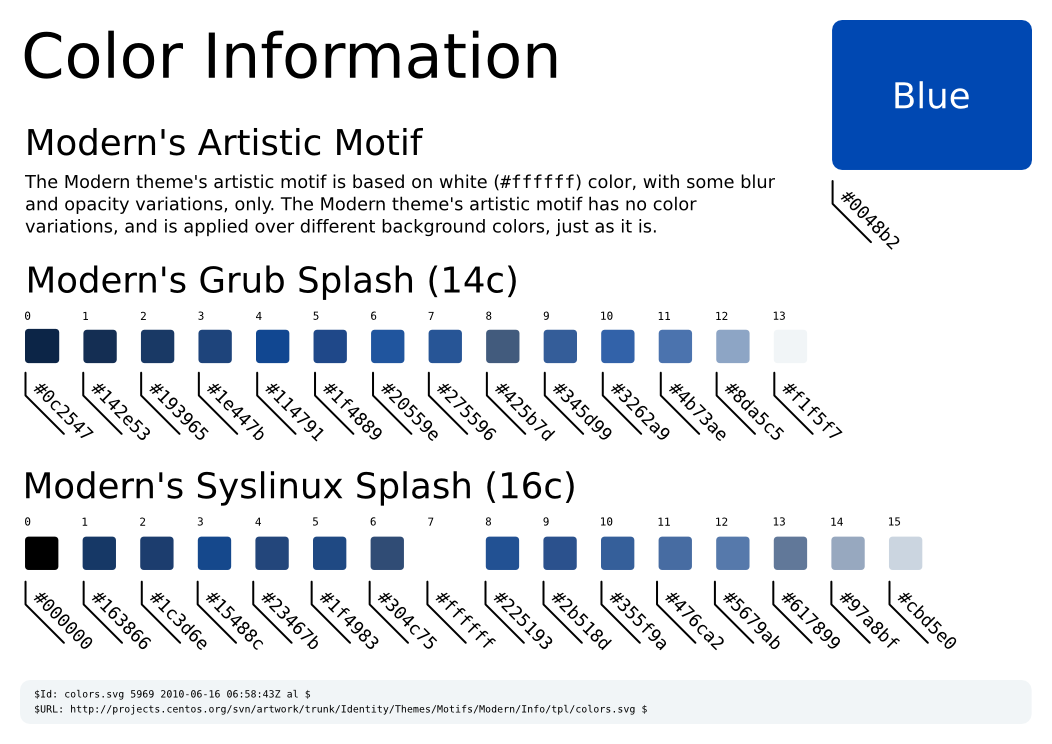 Color Information
Blue
#0048b2
Modern's Artistic Motif
The Modern theme's artistic motif is based on white (#ffffff) color, with some blur
and opacity variations, only. The Modern theme's artistic motif has no color
variations, and is applied over different background colors, just as it is.
Modern's Grub Splash (14c)
0 1 2 3 4 5 6 7 8 9 10 11 12 13
#0c2547 #142e53 #193965 #1e447b #114791 #1f4889 #20559e #275596 #425b7d #345d99 #3262a9 #4b73ae #8da5c5 #f1f5f7
Modern's Syslinux Splash (16c)
0 1 2 3 4 5 6 7 8 9 10 11 12 13 14 15
#000000 #163866 #1c3d6e #15488c #23467b #1f4983 #304c75 #ffffff #225193 #2b518d #355f9a #476ca2 #5679ab #617899 #97a8bf #cbd5e0
$Id: colors.svg 5969 2010-06-16 06:58:43Z al $
$URL: http://projects.centos.org/svn/artwork/trunk/Identity/Themes/Motifs/Modern/Info/tpl/colors.svg $